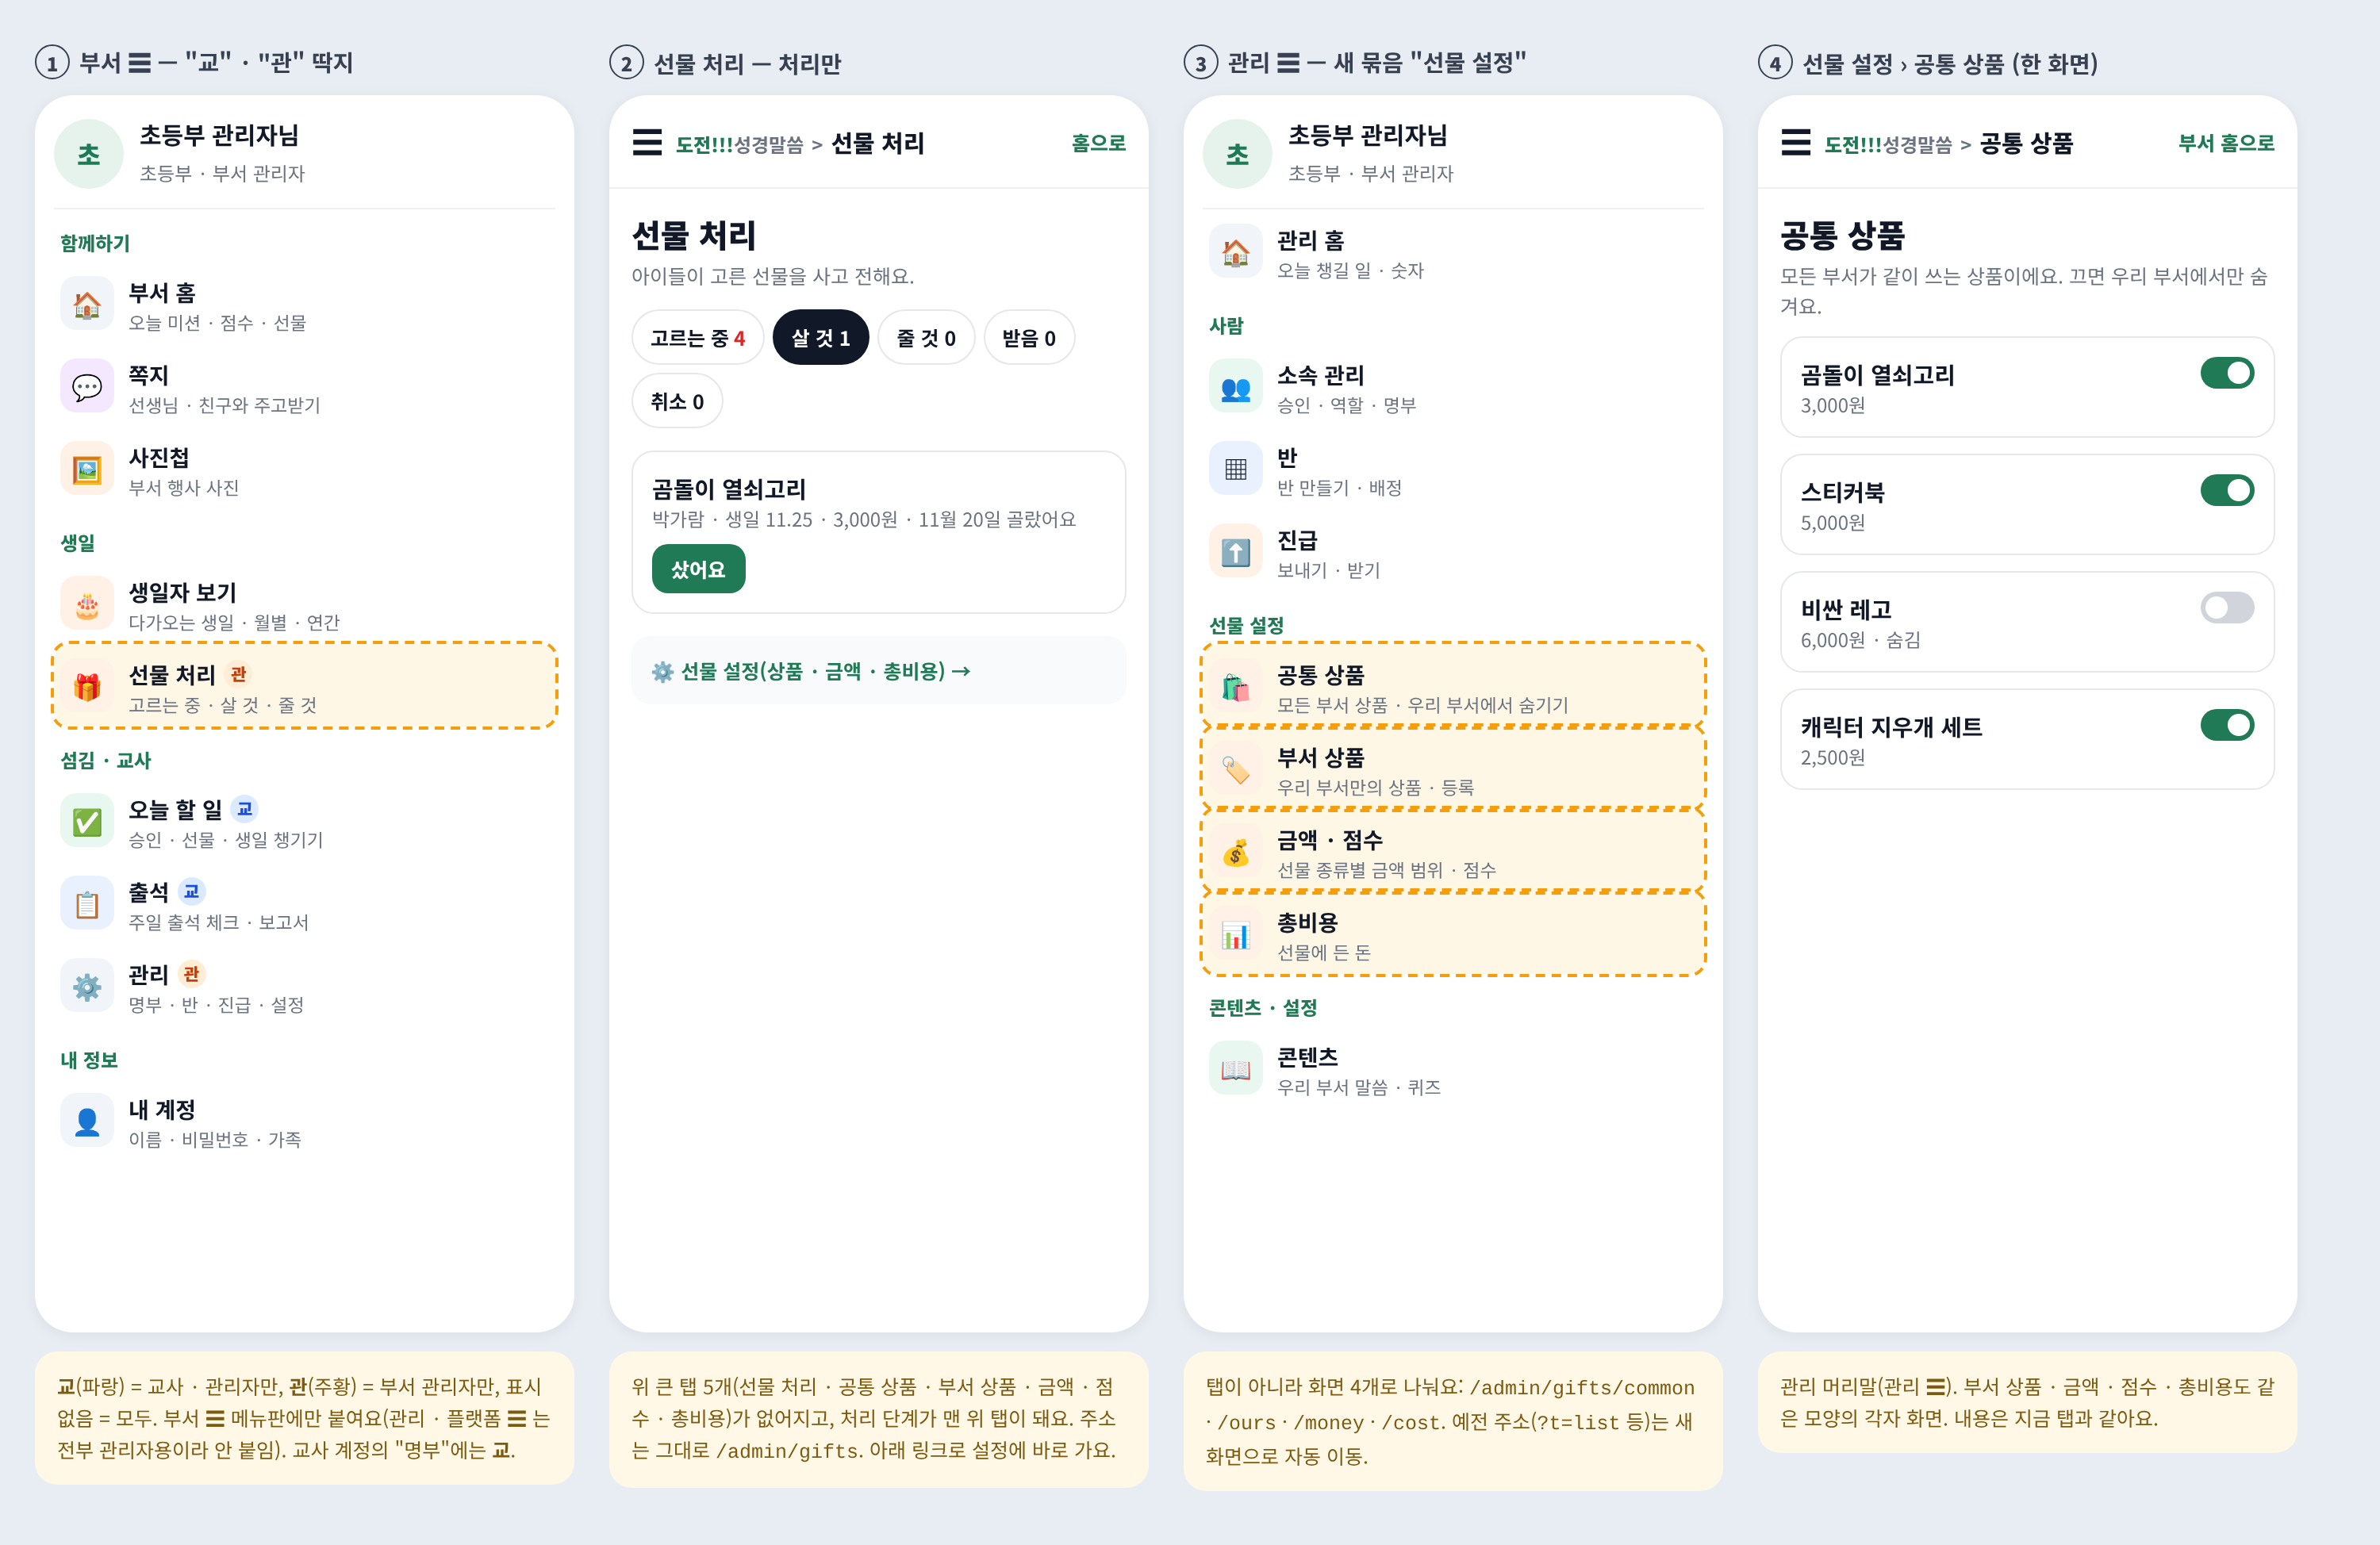 ① 부서 ☰ — "교" · "관" 딱지
초
초등부 관리자님
초등부 · 부서 관리자
함께하기
부서 홈
오늘 미션 · 점수 · 선물
쪽지
선생님 · 친구와 주고받기
사진첩
부서 행사 사진
생일
생일자 보기
다가오는 생일 · 월별 · 연간
선물 처리 관
고르는 중 · 살 것 · 줄 것
섬김 · 교사
오늘 할 일 교
승인 · 선물 · 생일 챙기기
출석 교
주일 출석 체크 · 보고서
관리 관
명부 · 반 · 진급 · 설정
내 정보
내 계정
이름 · 비밀번호 · 가족
교(파랑) = 교사 · 관리자만, 관(주황) = 부서 관리자만, 표시
없음 = 모두. 부서 ☰ 메뉴판에만 붙여요(관리 · 플랫폼 ☰ 는
전부 관리자용이라 안 붙임). 교사 계정의 "명부"에는 교.
② 선물 처리 — 처리만
☰ 도전!!!성경말씀 > 선물 처리 홈으로
선물 처리
아이들이 고른 선물을 사고 전해요.
고르는 중 4 살 것 1 줄 것 0 받음 0
취소 0
곰돌이 열쇠고리
박가람 · 생일 11.25 · 3,000원 · 11월 20일 골랐어요
샀어요
⚙️ 선물 설정(상품 · 금액 · 총비용) →
위 큰 탭 5개(선물 처리 · 공통 상품 · 부서 상품 · 금액 · 점
수 · 총비용)가 없어지고, 처리 단계가 맨 위 탭이 돼요. 주소
는 그대로 /admin/gifts. 아래 링크로 설정에 바로 가요.
③ 관리 ☰ — 새 묶음 "선물 설정"
초
초등부 관리자님
초등부 · 부서 관리자
관리 홈
오늘 챙길 일 · 숫자
사람
소속 관리
승인 · 역할 · 명부
반
반 만들기 · 배정
진급
보내기 · 받기
선물 설정
공통 상품
모든 부서 상품 · 우리 부서에서 숨기기
부서 상품
우리 부서만의 상품 · 등록
금액 · 점수
선물 종류별 금액 범위 · 점수
총비용
선물에 든 돈
콘텐츠 · 설정
콘텐츠
우리 부서 말씀 · 퀴즈
탭이 아니라 화면 4개로 나눠요: /admin/gifts/common
· /ours · /money · /cost. 예전 주소(?t=list 등)는 새
화면으로 자동 이동.
④ 선물 설정 › 공통 상품 (한 화면)
☰ 도전!!!성경말씀 > 공통 상품 부서 홈으로
공통 상품
모든 부서가 같이 쓰는 상품이에요. 끄면 우리 부서에서만 숨
겨요.
곰돌이 열쇠고리
3,000원
스티커북
5,000원
비싼 레고
6,000원 · 숨김
캐릭터 지우개 세트
2,500원
관리 머리말(관리 ☰). 부서 상품 · 금액 · 점수 · 총비용도 같
은 모양의 각자 화면. 내용은 지금 탭과 같아요.